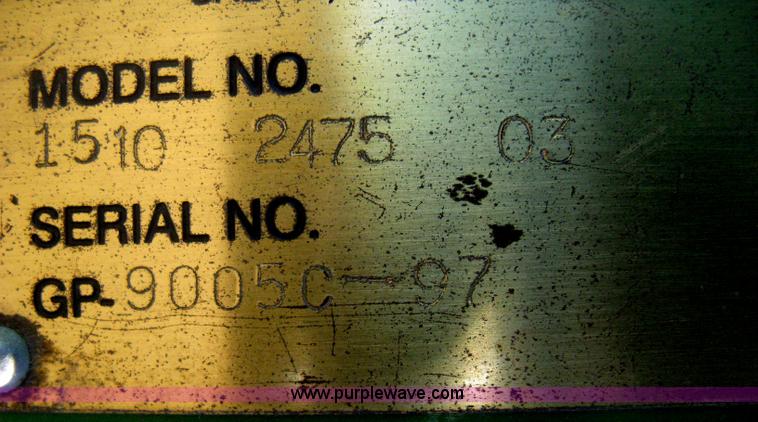 MODEL NO.
1510 2475 03
SERIAL NO.
GP-9005C-97
www.purplewave.com